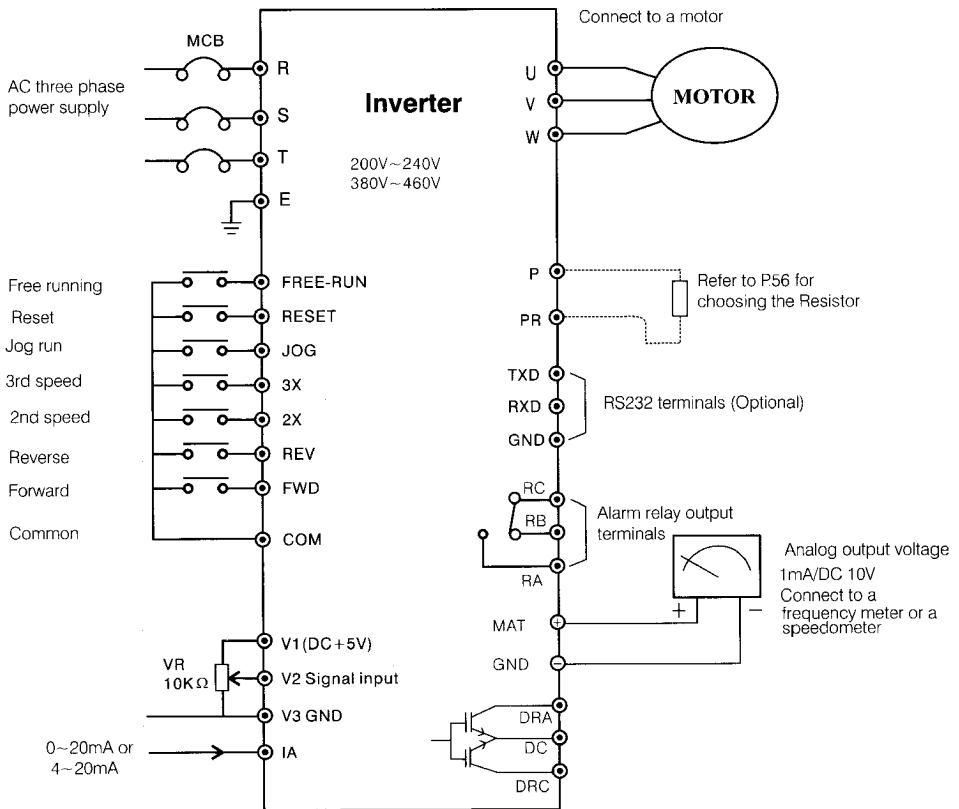 Connect to a motor
MCB
R
U
AC three phase
power supply
Inverter
V
MOTOR
S
W
T
200V~240V
380V~460V
E
P
Refer to P.56 for
choosing the Resistor
Free running
FREE-RUN
Reset
RESET
PR
Jog run
JOG
TXD
3rd speed
3X
RXD
RS232 terminals (Optional)
2nd speed
2X
GND
Reverse
REV
Forward
FWD
RC
Alarm relay output
terminals
RB
Common
COM
RA
Analog output voltage
1mA/DC 10V
Connect to a
frequency meter or a
speedometer
+
−
MAT
+
V1(DC+5V)
GND
−
VR
10KΩ
V2 Signal input
V3 GND
DRA
0~20mA or
4~20mA
IA
DC
DRC